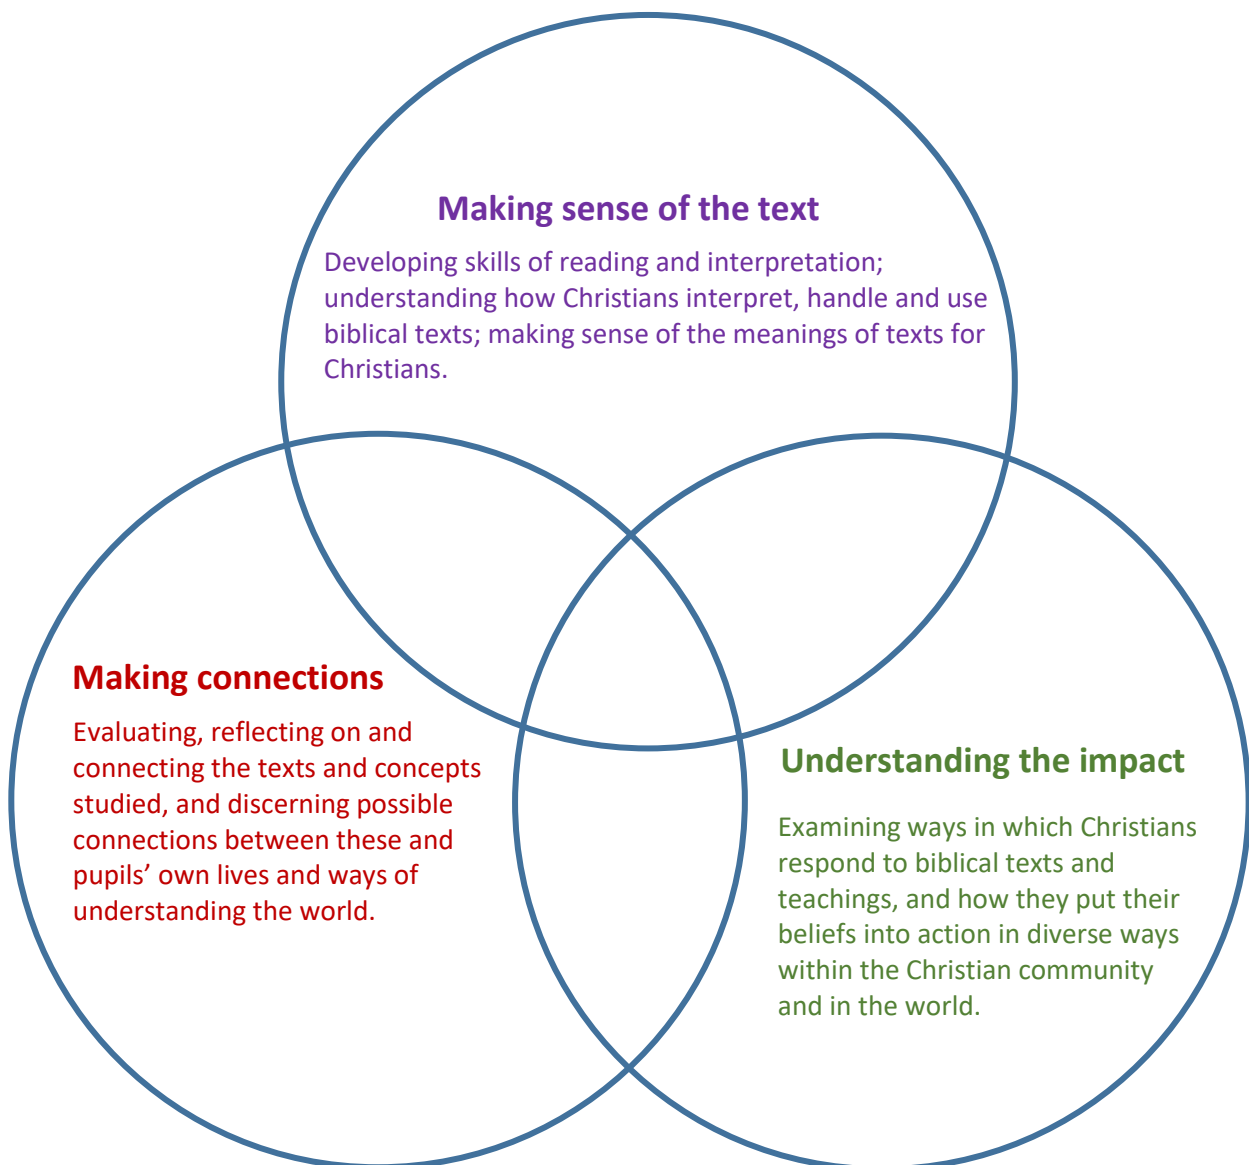 Making sense of the text
Developing skills of reading and interpretation;
understanding how Christians interpret, handle and use
biblical texts; making sense of the meanings of texts for
Christians.
Making connections
Evaluating, reflecting on and
connecting the texts and concepts
studied, and discerning possible
connections between these and
pupils’ own lives and ways of
understanding the world.
Understanding the impact
Examining ways in which Christians
respond to biblical texts and
teachings, and how they put their
beliefs into action in diverse ways
within the Christian community
and in the world.